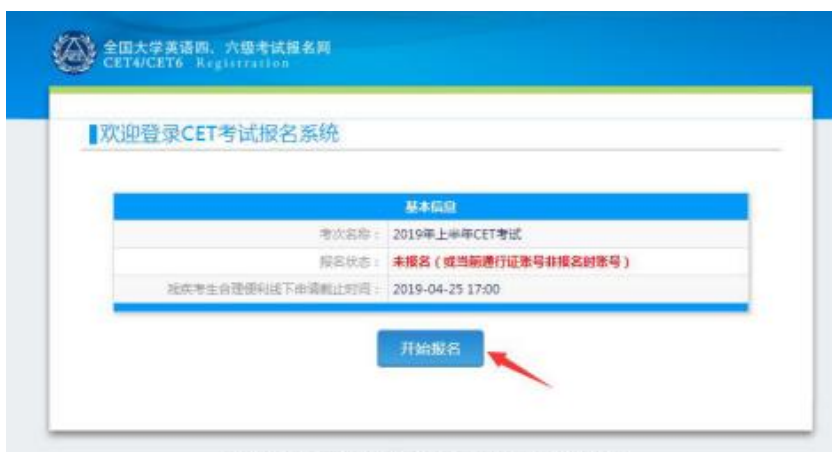 全国大学英语四、六级考试报名网
CET4/CET6 Registration
欢迎登录CET考试报名系统
基本信息
考次名称： 2019年上半年CET考试
报名状态： 未报名（或当前通行证账号非报名时账号）
残疾考生合理便利线下申请截止时间： 2019-04-25 17:00
开始报名